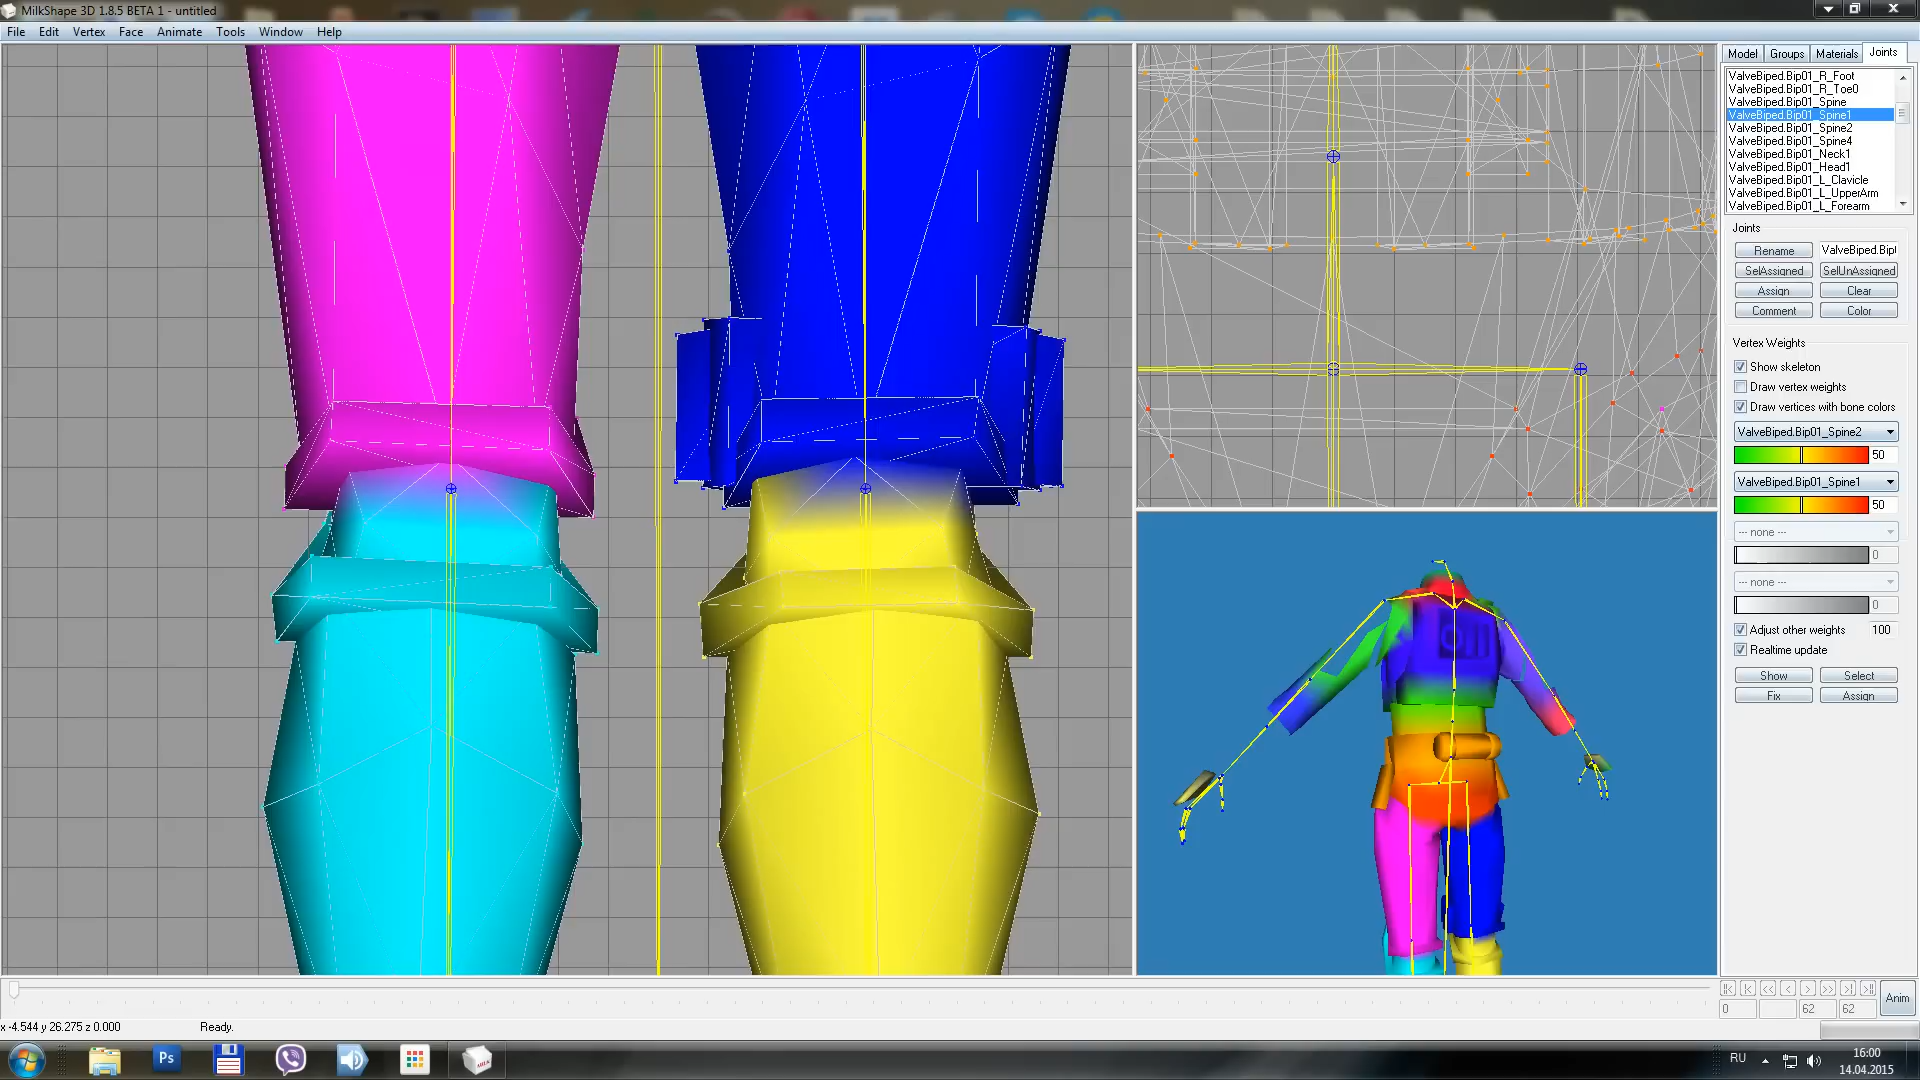 MilkShape 3D 1.8.5 BETA 1 - untitled
File Edit Vertex Face Animate Tools Window Help
Model Groups Materials Joints
ValveBiped.Bip01_R_Foot
ValveBiped.Bip01_R_Toe0
ValveBiped.Bip01_Spine
ValveBiped.Bip01_Spine1
ValveBiped.Bip01_Spine2
ValveBiped.Bip01_Spine4
ValveBiped.Bip01_Neck1
ValveBiped.Bip01_Head1
ValveBiped.Bip01_L_Clavicle
ValveBiped.Bip01_L_UpperArm
ValveBiped.Bip01_L_Forearm
Joints
Rename ValveBiped.Bip
SelAssigned SelUnAssigned
Assign Clear
Comment Color
Vertex Weights
Show skeleton
Draw vertex weights
Draw vertices with bone colors
ValveBiped.Bip01_Spine2
50
ValveBiped.Bip01_Spine1
50
--- none ---
0
--- none ---
0
Adjust other weights 100
Realtime update
Show Select
Fix Assign
Anim
0 62 62
x -4.544 y 26.275 z 0.000 Ready.
Ps
RU
16:00
14.04.2015